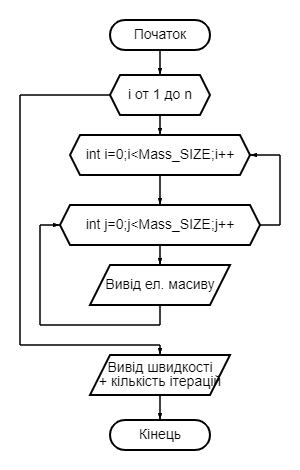 Початок
і от 1 до n
int i=0;i<Mass_SIZE;i++
int j=0;j<Mass_SIZE;j++
Вивід ел. масиву
Вивід швидкості
+ кількість ітерацій
Кінець